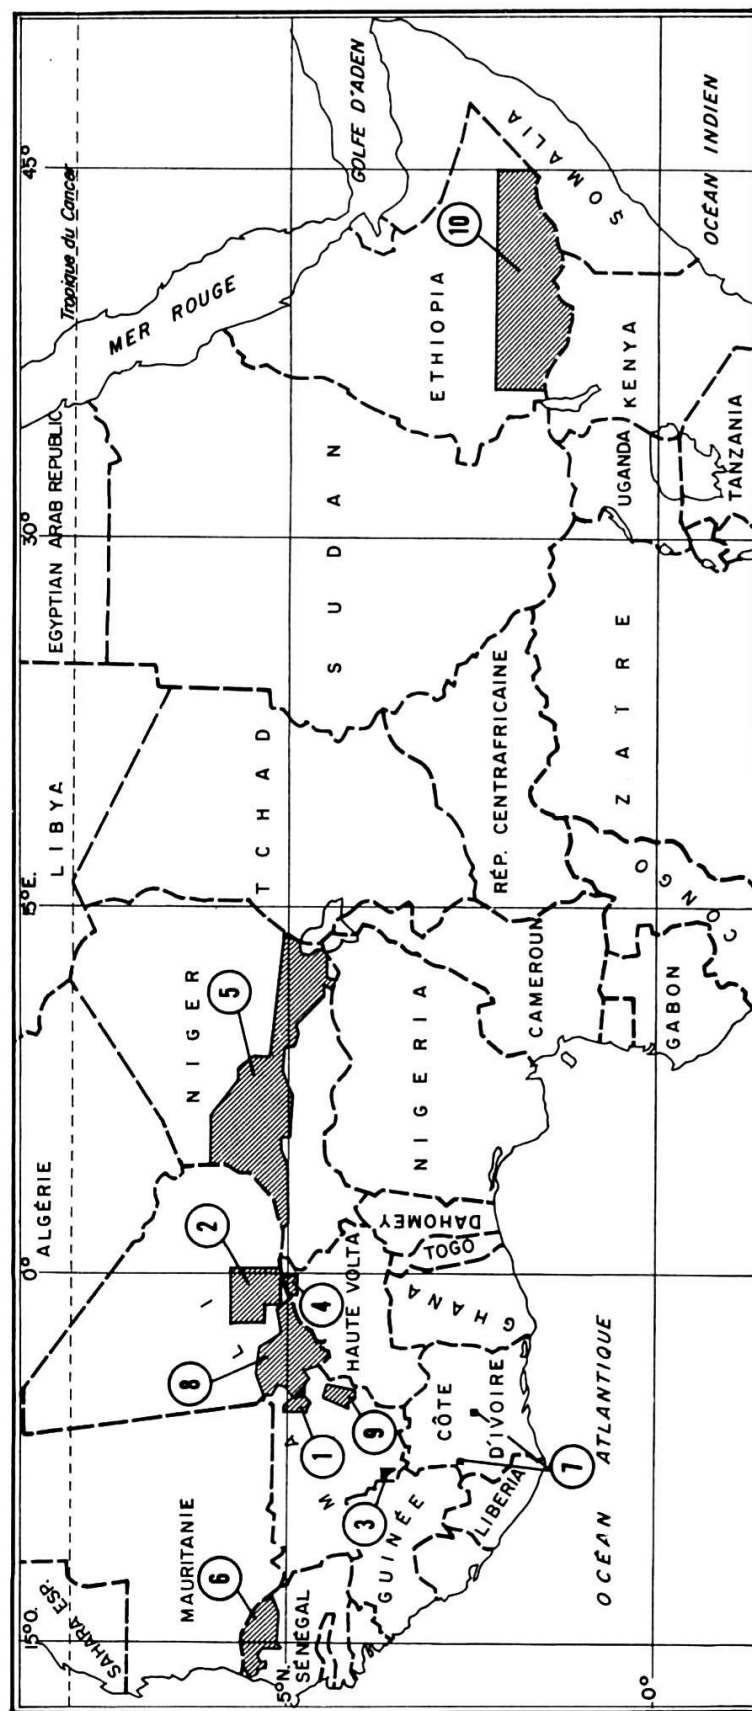 15°O.
0°
15°E.
30°
45°
Tropique du Cancer
SAHARA ESP.
ALGÉRIE
LIBYA
EGYPTIAN ARAB REPUBLIC
MER ROUGE
GOLFE D'ADEN
MAURITANIE
MALI
NIGER
TCHAD
SUDAN
ETHIOPIA
SOMALIA
5°N.
SÉNÉGAL
GUINÉE
LIBERIA
CÔTE
D'IVOIRE
HAUTE VOLTA
GHANA
TOGO
DAHOMEY
NIGERIA
CAMEROUN
RÉP. CENTRAFRICAINE
GABON
CONGO
ZATRE
UGANDA
KENYA
TANZANIA
OCÉAN ATLANTIQUE
OCÉAN INDIEN
0°
6
8
2
5
10
1
4
3
9
7